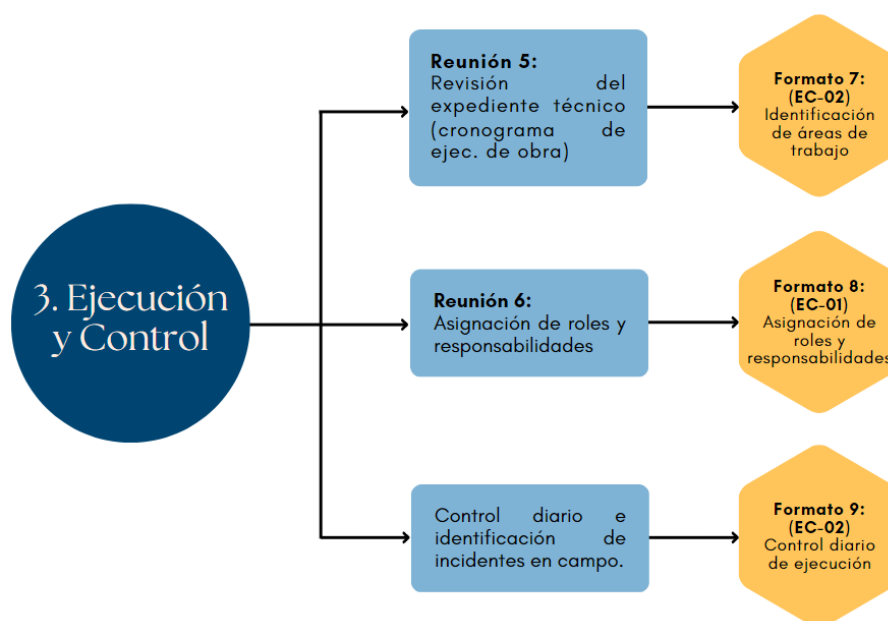 Reunión 5:
Revisión del
expediente técnico
(cronograma de
ejec. de obra)
Formato 7:
(EC-02)
Identificación
de áreas de
trabajo
3. Ejecución
y Control
Reunión 6:
Asignación de roles y
responsabilidades
Formato 8:
(EC-01)
Asignación de
roles y
responsabilidades
Control diario e
identificación de
incidentes en campo.
Formato 9:
(EC-02)
Control diario
de ejecución